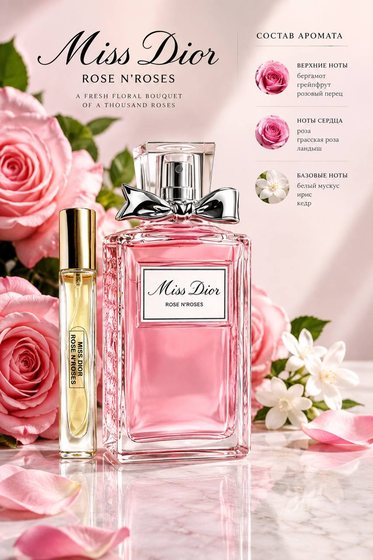 Miss Dior
ROSE N'ROSES
A FRESH FLORAL BOUQUET
OF A THOUSAND ROSES
СОСТАВ АРОМАТА
ВЕРХНИЕ НОТЫ
бергамот
грейпфрут
розовый перец
НОТЫ СЕРДЦА
роза
грасская роза
ландыш
БАЗОВЫЕ НОТЫ
белый мускус
ирис
кедр
Miss Dior
ROSE N'ROSES
MISS DIOR
ROSE N'ROSES